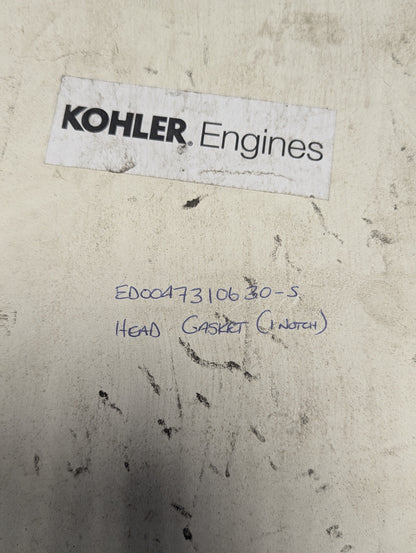 KOHLER. Engines
ED0047310630-S
HEAD GASKET (1 NOTCH)